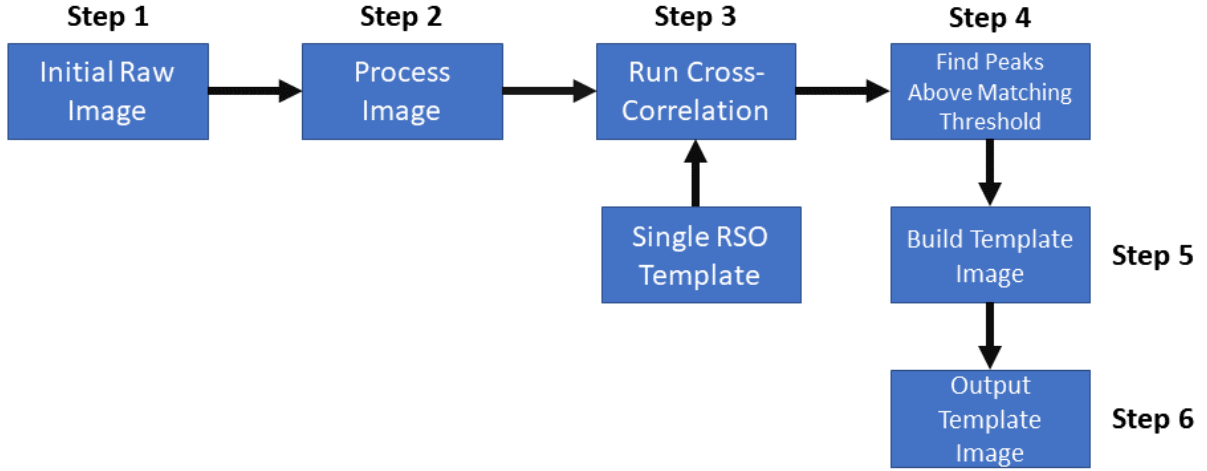 Step 1
Step 2
Step 3
Step 4
Initial Raw
Image
Process
Image
Run Cross-
Correlation
Find Peaks
Above Matching
Threshold
Single RSO
Template
Build Template
Image
Step 5
Output
Template
Image
Step 6